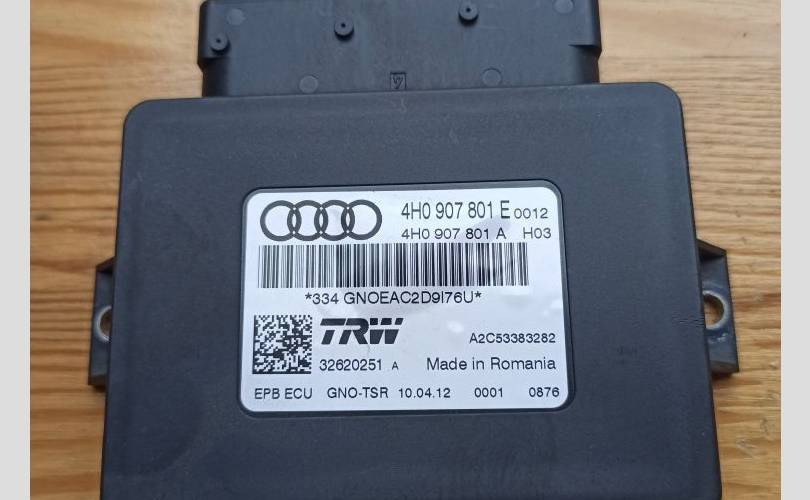 4H0 907 801 E 0012
4H0 907 801 A H03
*334 GNOEAC2D9I76U*
TRW A2C53383282
32620251 A Made in Romania
EPB ECU GNO-TSR 10.04.12 0001 0876